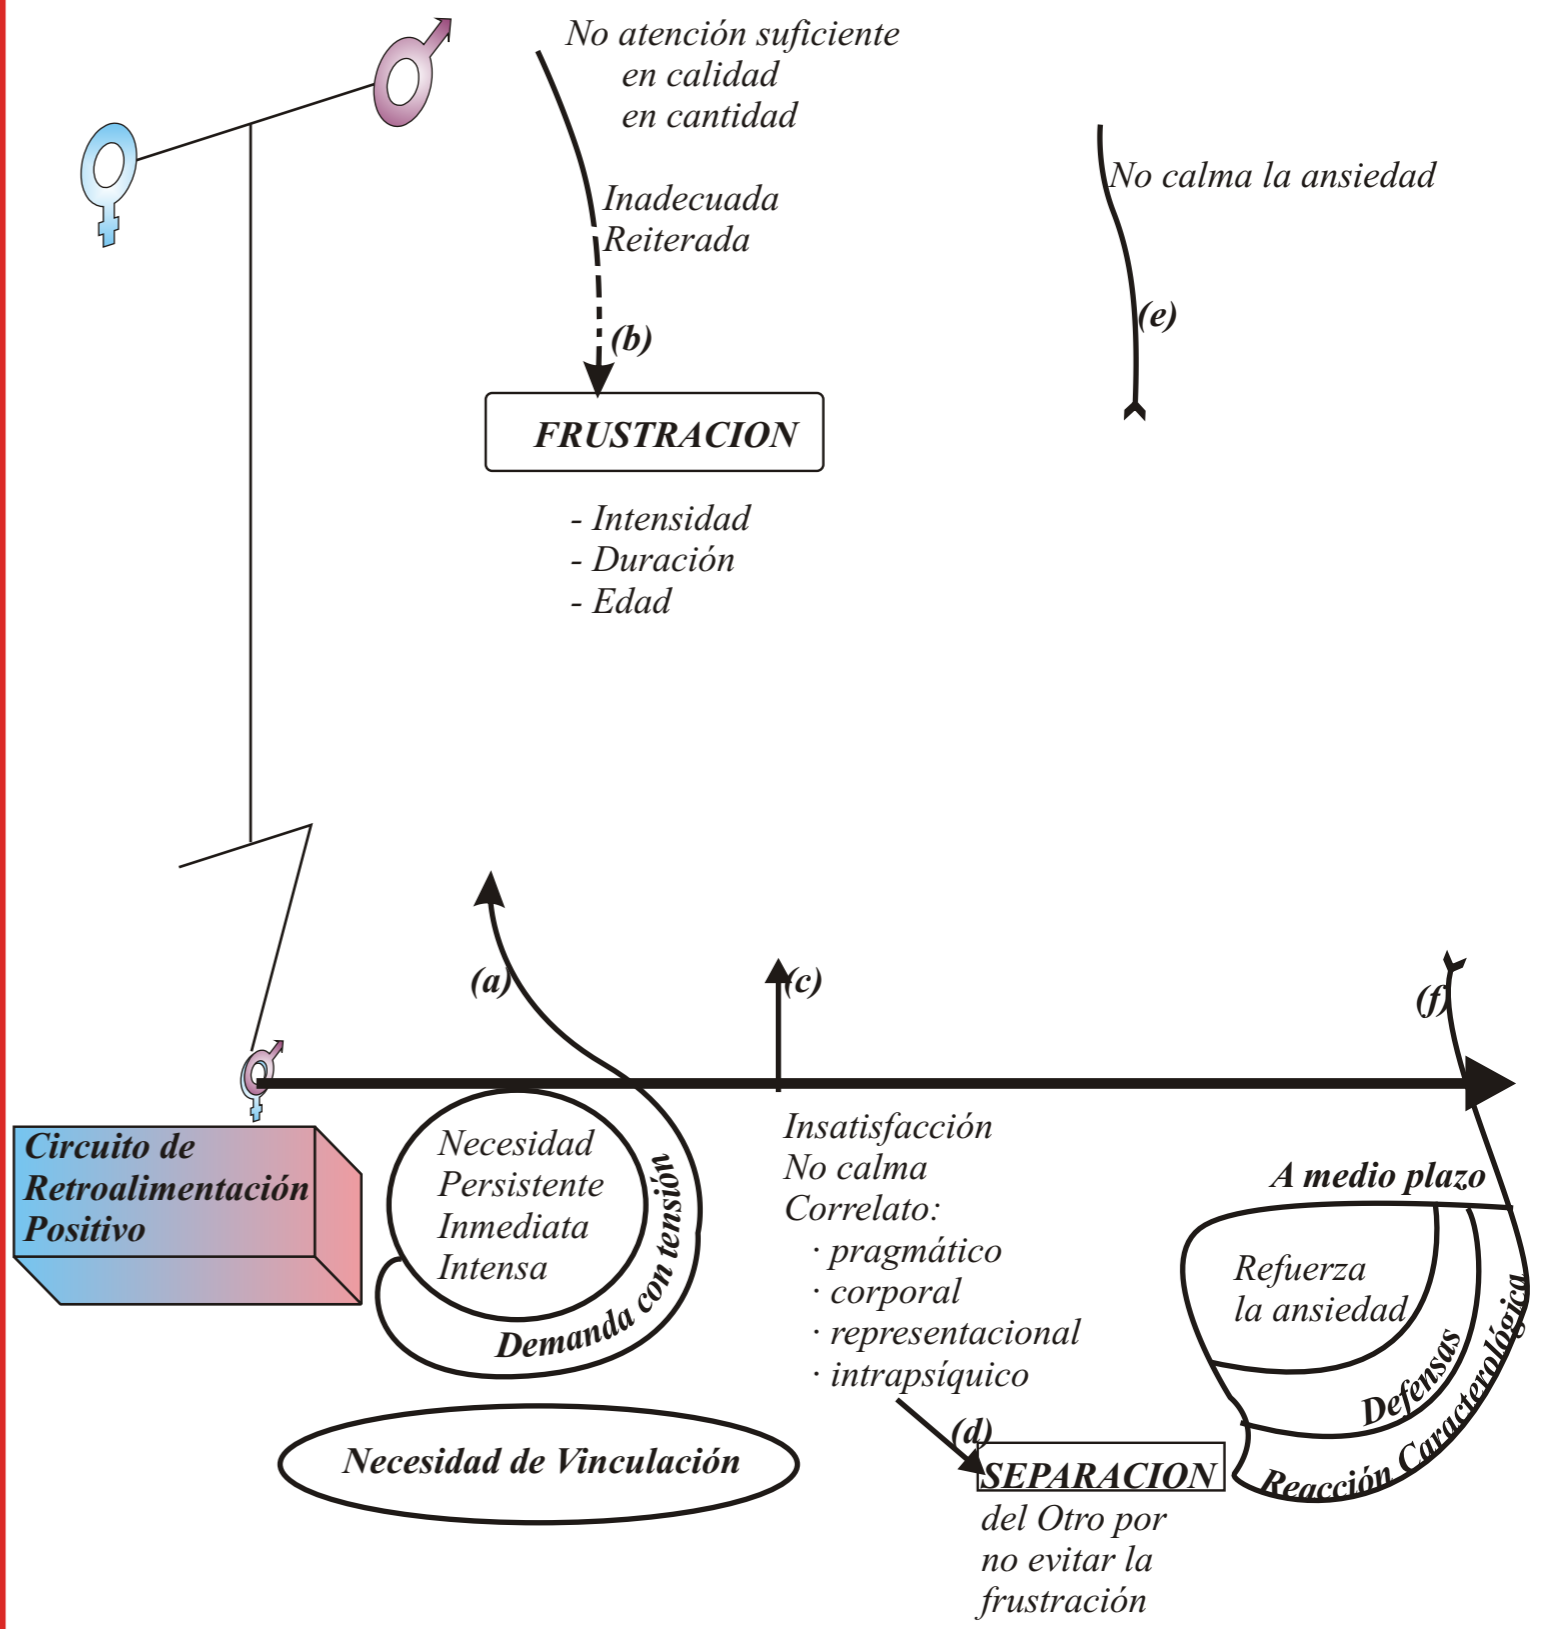 No atención suficiente
en calidad
en cantidad
Inadecuada
Reiterada
(b)
FRUSTRACION
- Intensidad
- Duración
- Edad
No calma la ansiedad
(e)
(a)
(c)
(f)
Circuito de
Retroalimentación
Positivo
Necesidad
Persistente
Inmediata
Intensa
Demanda con tensión
Necesidad de Vinculación
Insatisfacción
No calma
Correlato:
· pragmático
· corporal
· representacional
· intrapsíquico
(d)
SEPARACION
del Otro por
no evitar la
frustración
A medio plazo
Refuerza
la ansiedad
Defensas
Reacción Caracterológica